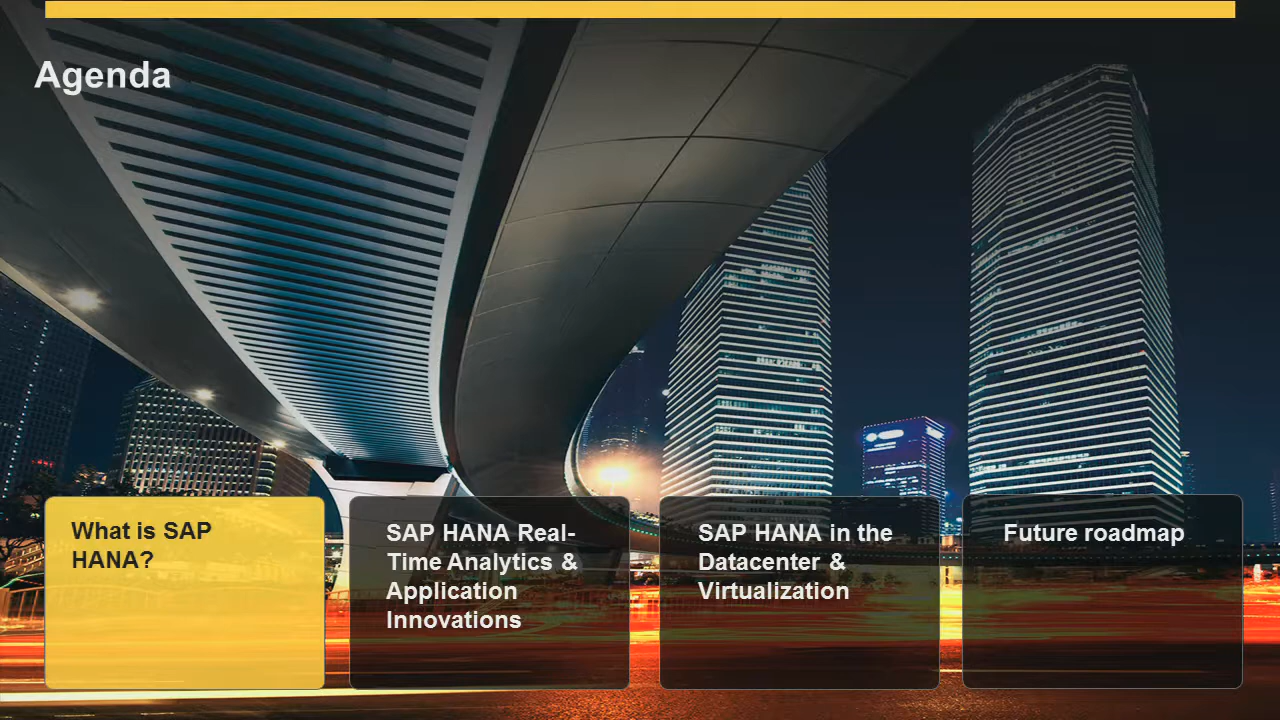 Agenda
What is SAP
HANA?
SAP HANA Real-
Time Analytics &
Application
Innovations
SAP HANA in the
Datacenter &
Virtualization
Future roadmap